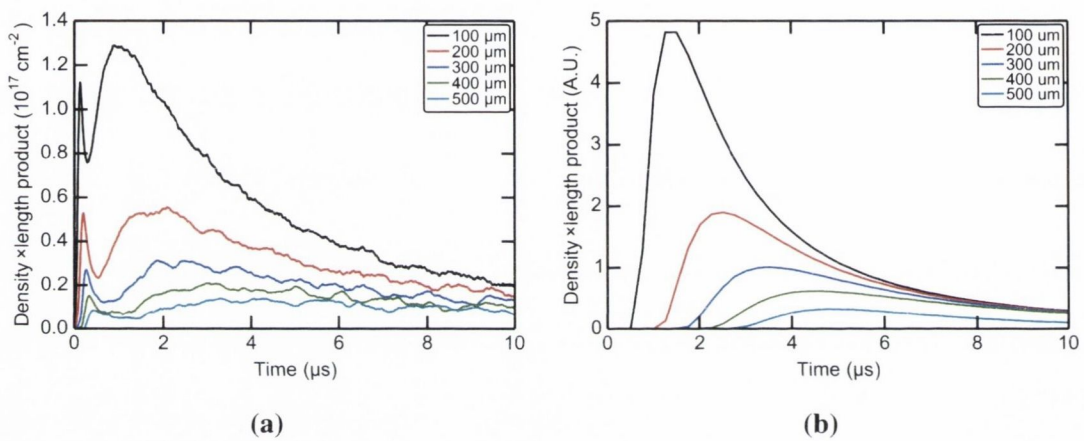 Density ×length product (10¹⁷ cm⁻²)
1.4
1.2
1.0
0.8
0.6
0.4
0.2
0.0
0 2 4 6 8 10
Time (µs)
100 µm
200 µm
300 µm
400 µm
500 µm
(a)
Density ×length product (A.U.)
5
4
3
2
1
0
0 2 4 6 8 10
Time (µs)
100 um
200 um
300 um
400 um
500 um
(b)